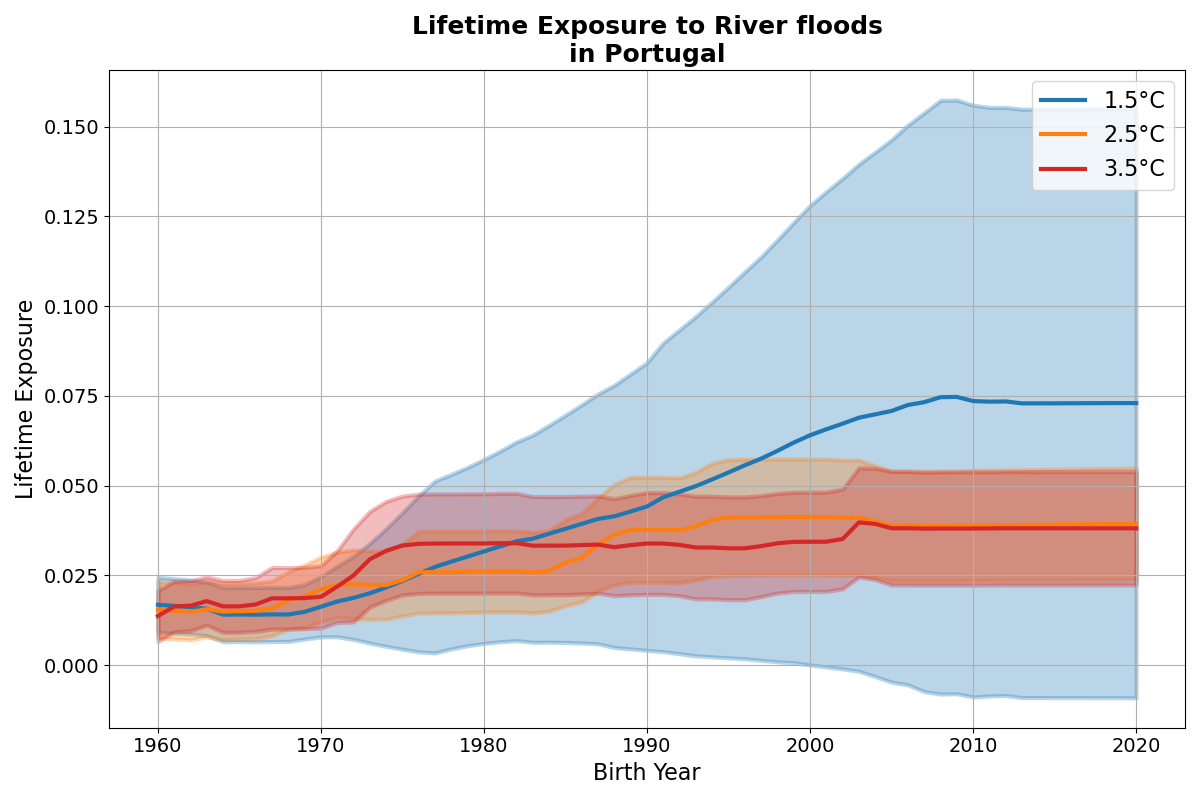 Lifetime Exposure to River floods
in Portugal
1.5°C
2.5°C
3.5°C
Lifetime Exposure
0.150
0.125
0.100
0.075
0.050
0.025
0.000
1960 1970 1980 1990 2000 2010 2020
Birth Year